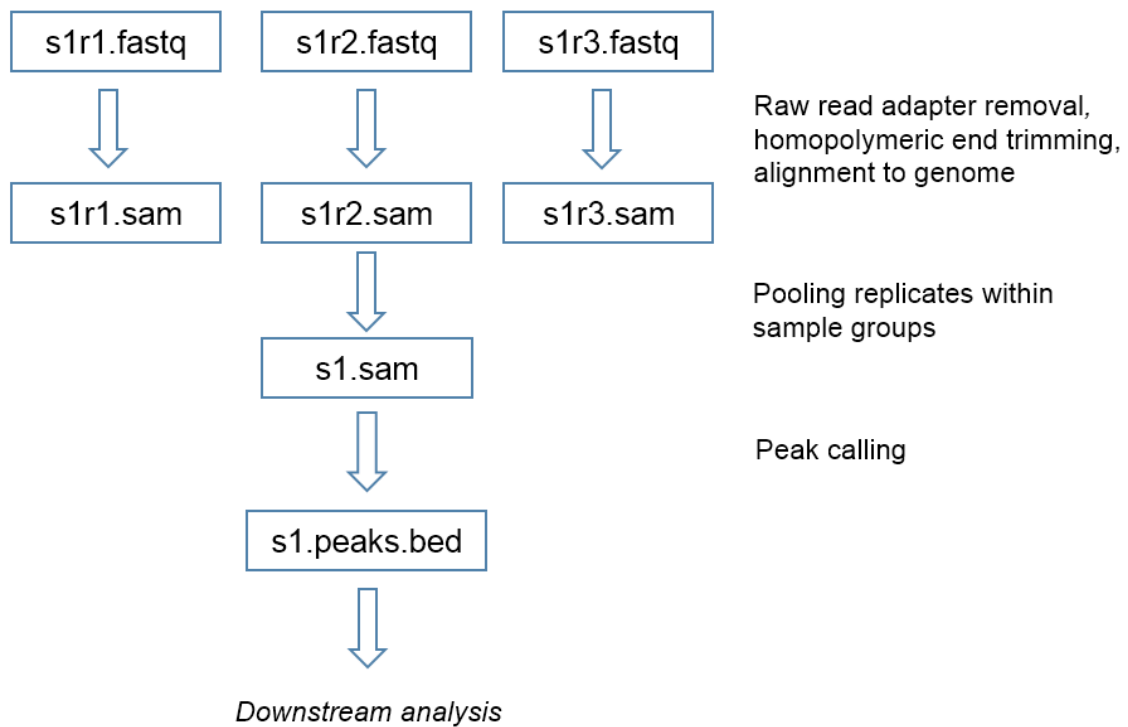 s1r1.fastq
s1r2.fastq
s1r3.fastq
Raw read adapter removal,
homopolymeric end trimming,
alignment to genome
s1r1.sam
s1r2.sam
s1r3.sam
Pooling replicates within
sample groups
s1.sam
Peak calling
s1.peaks.bed
Downstream analysis